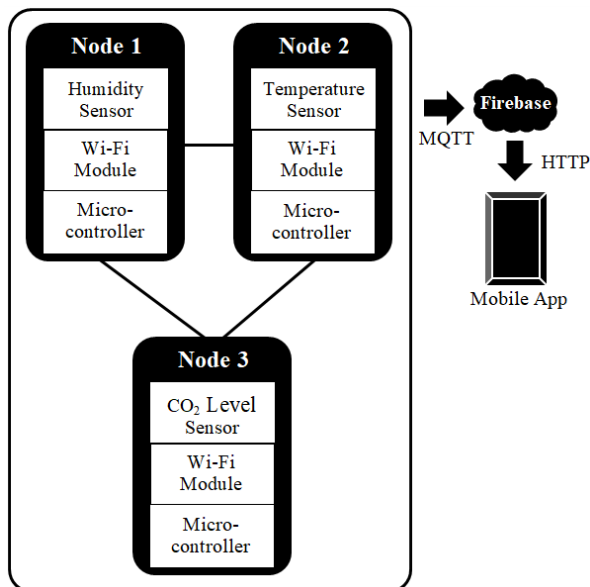 Node 1
Humidity
Sensor
Wi-Fi
Module
Micro-
controller
Node 2
Temperature
Sensor
Wi-Fi
Module
Micro-
controller
Firebase
MQTT
HTTP
Mobile App
Node 3
CO₂ Level
Sensor
Wi-Fi
Module
Micro-
controller